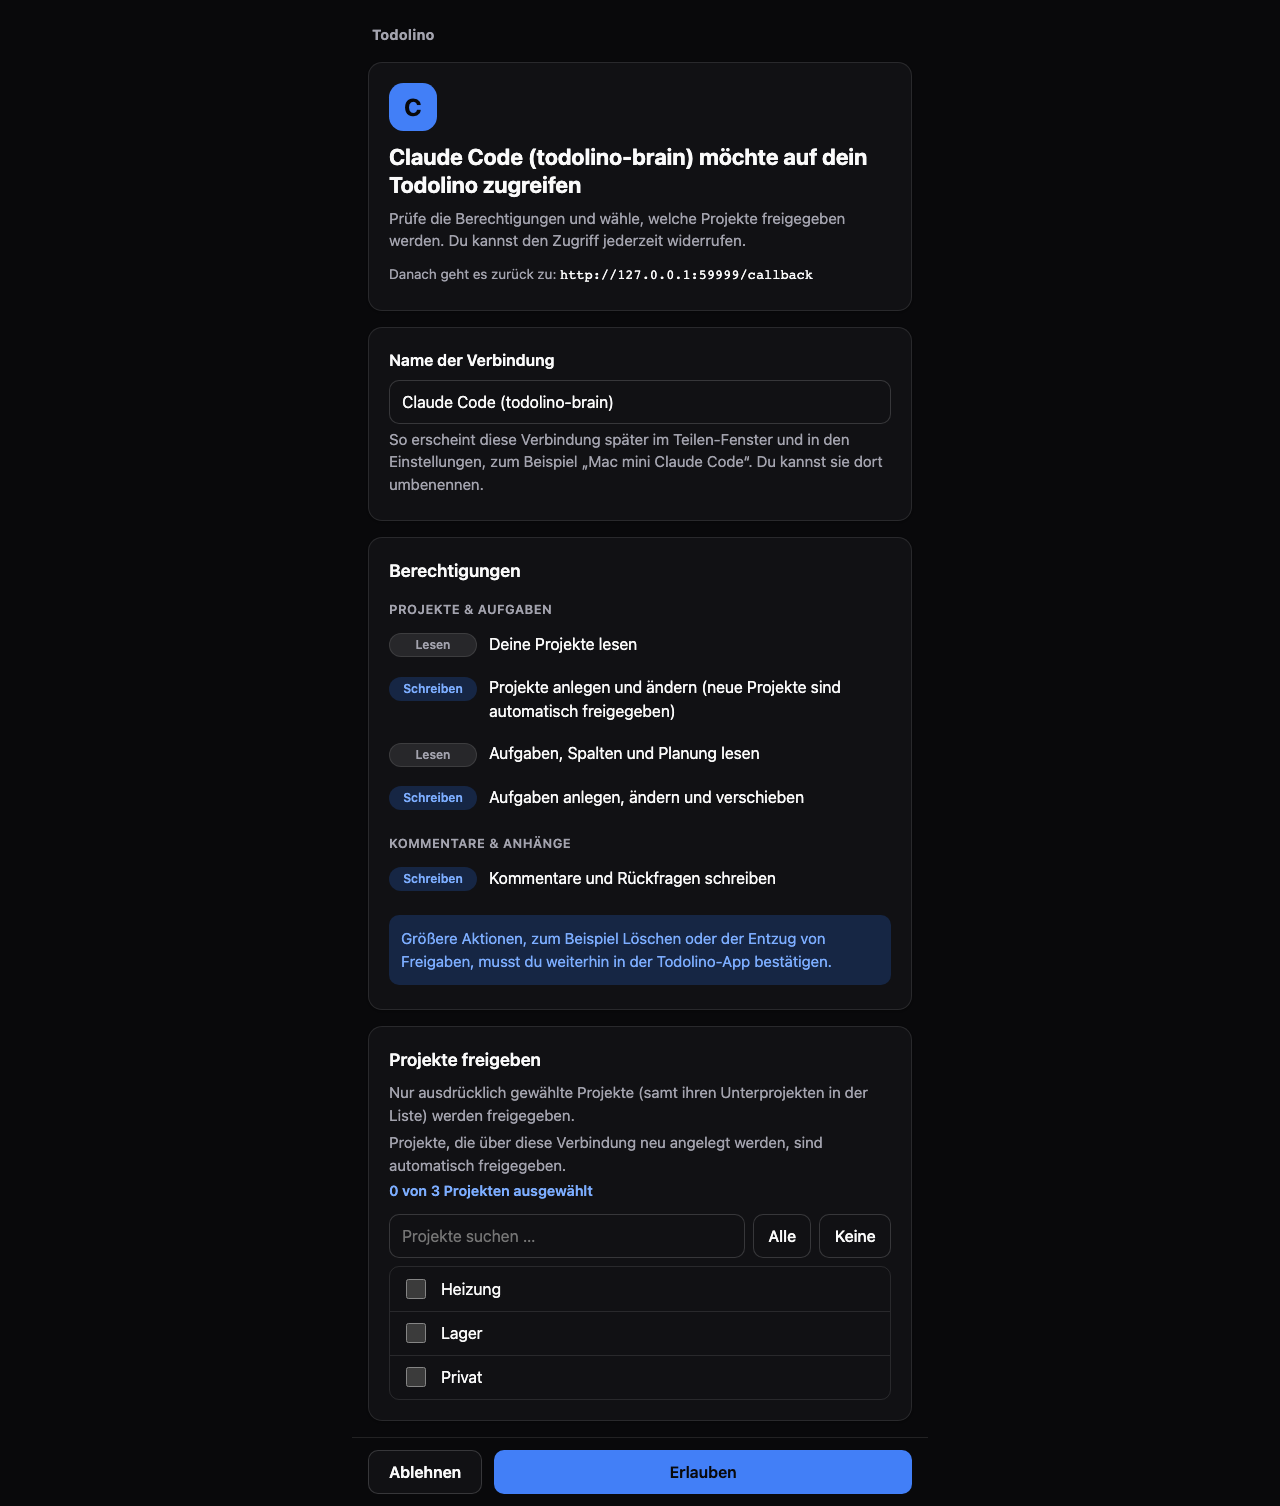 Todolino
C
Claude Code (todolino-brain) möchte auf dein
Todolino zugreifen
Prüfe die Berechtigungen und wähle, welche Projekte freigegeben
werden. Du kannst den Zugriff jederzeit widerrufen.
Danach geht es zurück zu: http://127.0.0.1:59999/callback
Name der Verbindung
Claude Code (todolino-brain)
So erscheint diese Verbindung später im Teilen-Fenster und in den
Einstellungen, zum Beispiel „Mac mini Claude Code“. Du kannst sie dort
umbenennen.
Berechtigungen
PROJEKTE & AUFGABEN
Lesen Deine Projekte lesen
Schreiben Projekte anlegen und ändern (neue Projekte sind
automatisch freigegeben)
Lesen Aufgaben, Spalten und Planung lesen
Schreiben Aufgaben anlegen, ändern und verschieben
KOMMENTARE & ANHÄNGE
Schreiben Kommentare und Rückfragen schreiben
Größere Aktionen, zum Beispiel Löschen oder der Entzug von
Freigaben, musst du weiterhin in der Todolino-App bestätigen.
Projekte freigeben
Nur ausdrücklich gewählte Projekte (samt ihren Unterprojekten in der
Liste) werden freigegeben.
Projekte, die über diese Verbindung neu angelegt werden, sind
automatisch freigegeben.
0 von 3 Projekten ausgewählt
Projekte suchen ... Alle Keine
Heizung
Lager
Privat
Ablehnen Erlauben